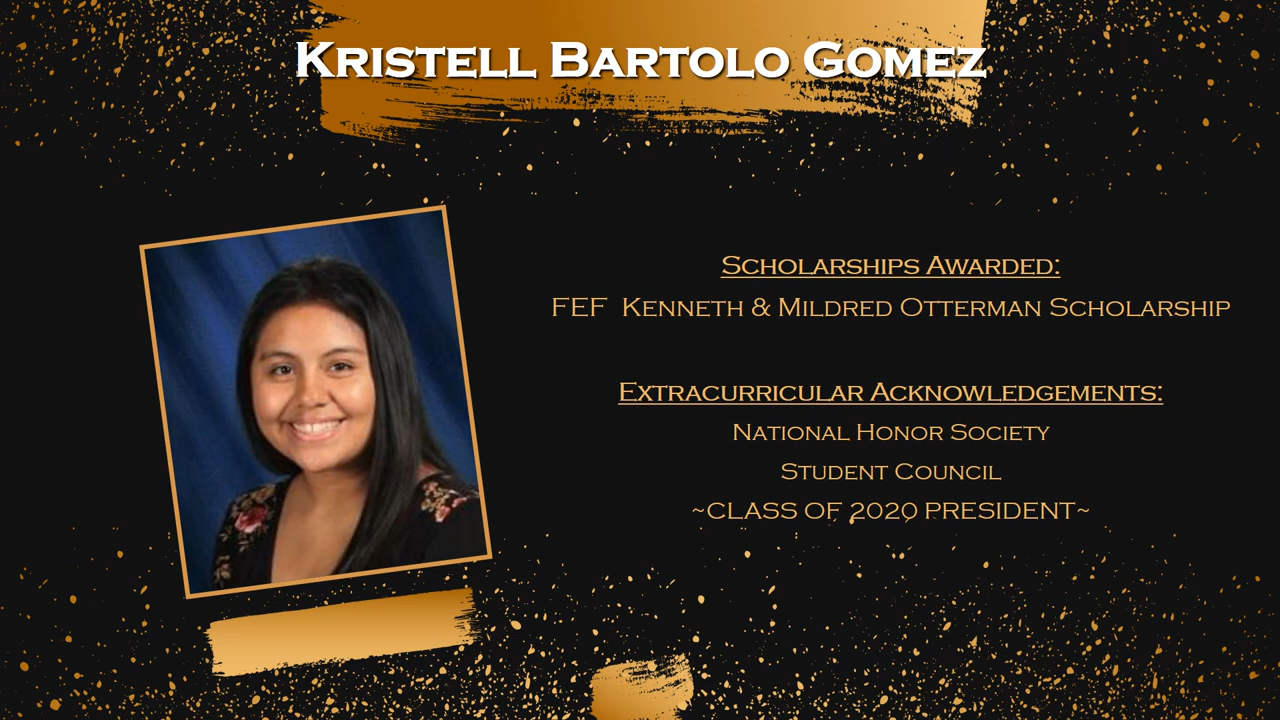 Kristell Bartolo Gomez
Scholarships Awarded:
FEF Kenneth & Mildred Otterman Scholarship
Extracurricular Acknowledgements:
National Honor Society
Student Council
~CLASS OF 2020 PRESIDENT~